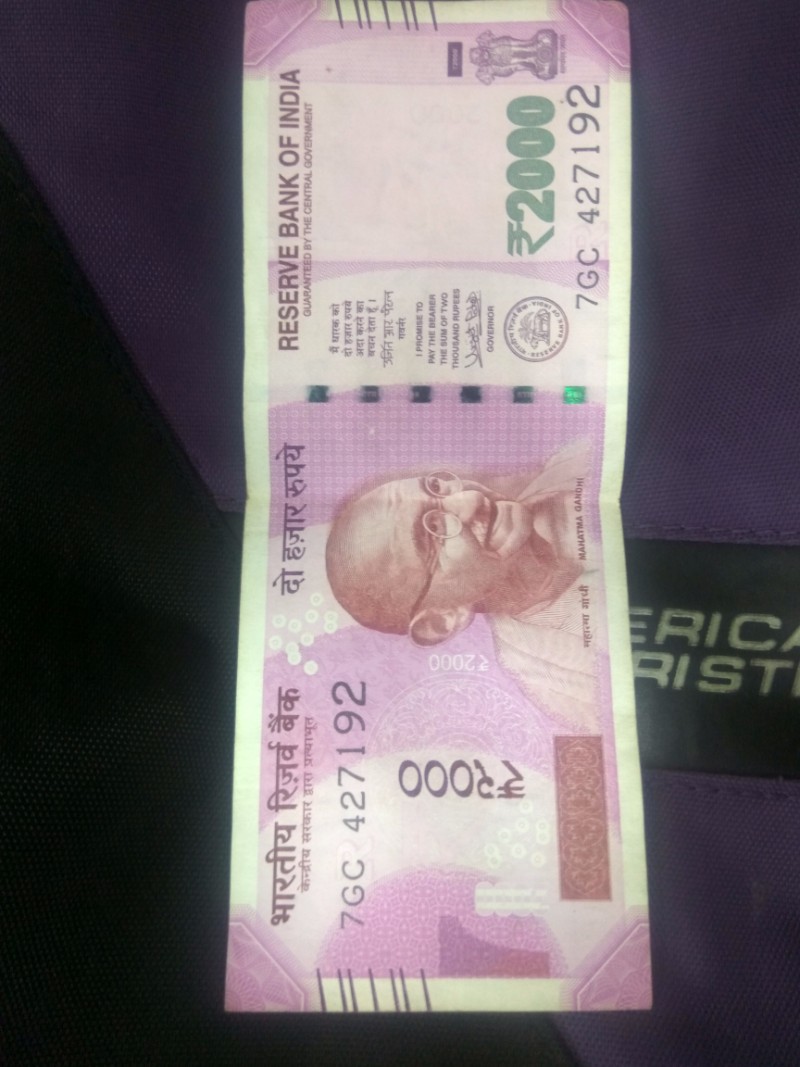 भारतीय रिज़र्व बैंक
केन्द्रीय सरकार द्वारा प्रत्याभूत
7GC 427192
दो हज़ार रुपये
₹2000
२०००
महात्मा गांधी
MAHATMA GANDHI
RESERVE BANK OF INDIA
GUARANTEED BY THE CENTRAL GOVERNMENT
मैं धारक को
दो हज़ार रुपये
अदा करने का
वचन देता हूँ।
गवर्नर
I PROMISE TO
PAY THE BEARER
THE SUM OF TWO
THOUSAND RUPEES
GOVERNOR
₹2000
7GC 427192
ERICA
RIST